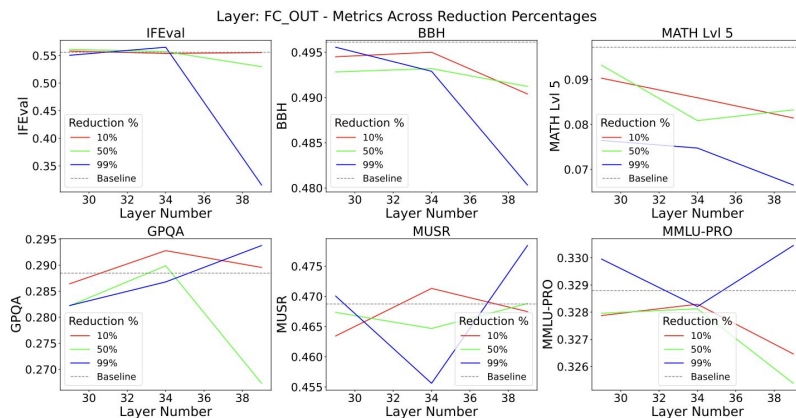 Layer: FC_OUT - Metrics Across Reduction Percentages
IFEval
0.55
0.50
0.45
0.40
0.35
IFEval
Reduction %
10%
50%
99%
Baseline
30 32 34 36 38
Layer Number
BBH
0.495
0.490
0.485
0.480
BBH
Reduction %
10%
50%
99%
Baseline
30 32 34 36 38
Layer Number
MATH Lvl 5
0.09
0.08
0.07
MATH Lvl 5
Reduction %
10%
50%
99%
Baseline
30 32 34 36 38
Layer Number
GPQA
0.295
0.290
0.285
0.280
0.275
0.270
GPQA
Reduction %
10%
50%
99%
Baseline
30 32 34 36 38
Layer Number
MUSR
0.475
0.470
0.465
0.460
0.455
MUSR
Reduction %
10%
50%
99%
Baseline
30 32 34 36 38
Layer Number
MMLU-PRO
0.330
0.329
0.328
0.327
0.326
MMLU-PRO
Reduction %
10%
50%
99%
Baseline
30 32 34 36 38
Layer Number